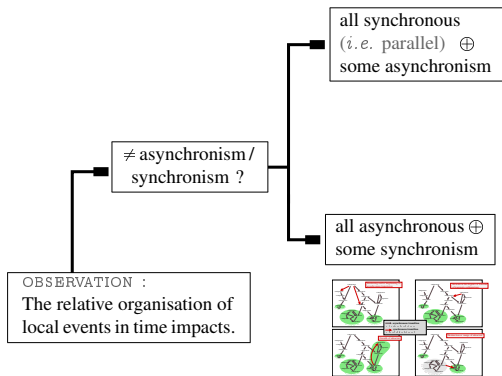 all synchronous
(i.e. parallel) ⊕
some asynchronism
≠ asynchronism /
synchronism ?
all asynchronous ⊕
some synchronism
OBSERVATION :
The relative organisation of
local events in time impacts.